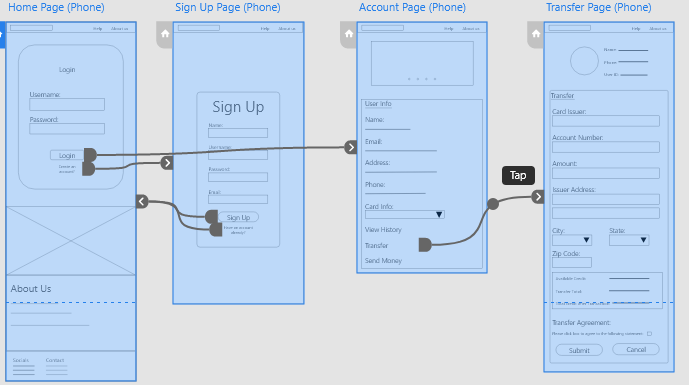 Home Page (Phone)
Help About us
Login
Username:
Password:
Login
Create an account?
About Us
Socials Contact
Sign Up Page (Phone)
Help About us
Sign Up
Name:
Username:
Password:
Email:
Sign Up
Have an account already?
Account Page (Phone)
Help About us
User Info
Name:
Email:
Address:
Phone:
Card Info:
View History
Transfer
Send Money
Tap
Transfer Page (Phone)
Help About us
Name:
Phone:
User ID:
Transfer
Card Issuer:
Account Number:
Amount:
Issuer Address:
City: State:
Zip Code:
Available Credit:
Transfer Total:
Transfer Agreement:
Please click box to agree to the following statement:
Submit Cancel